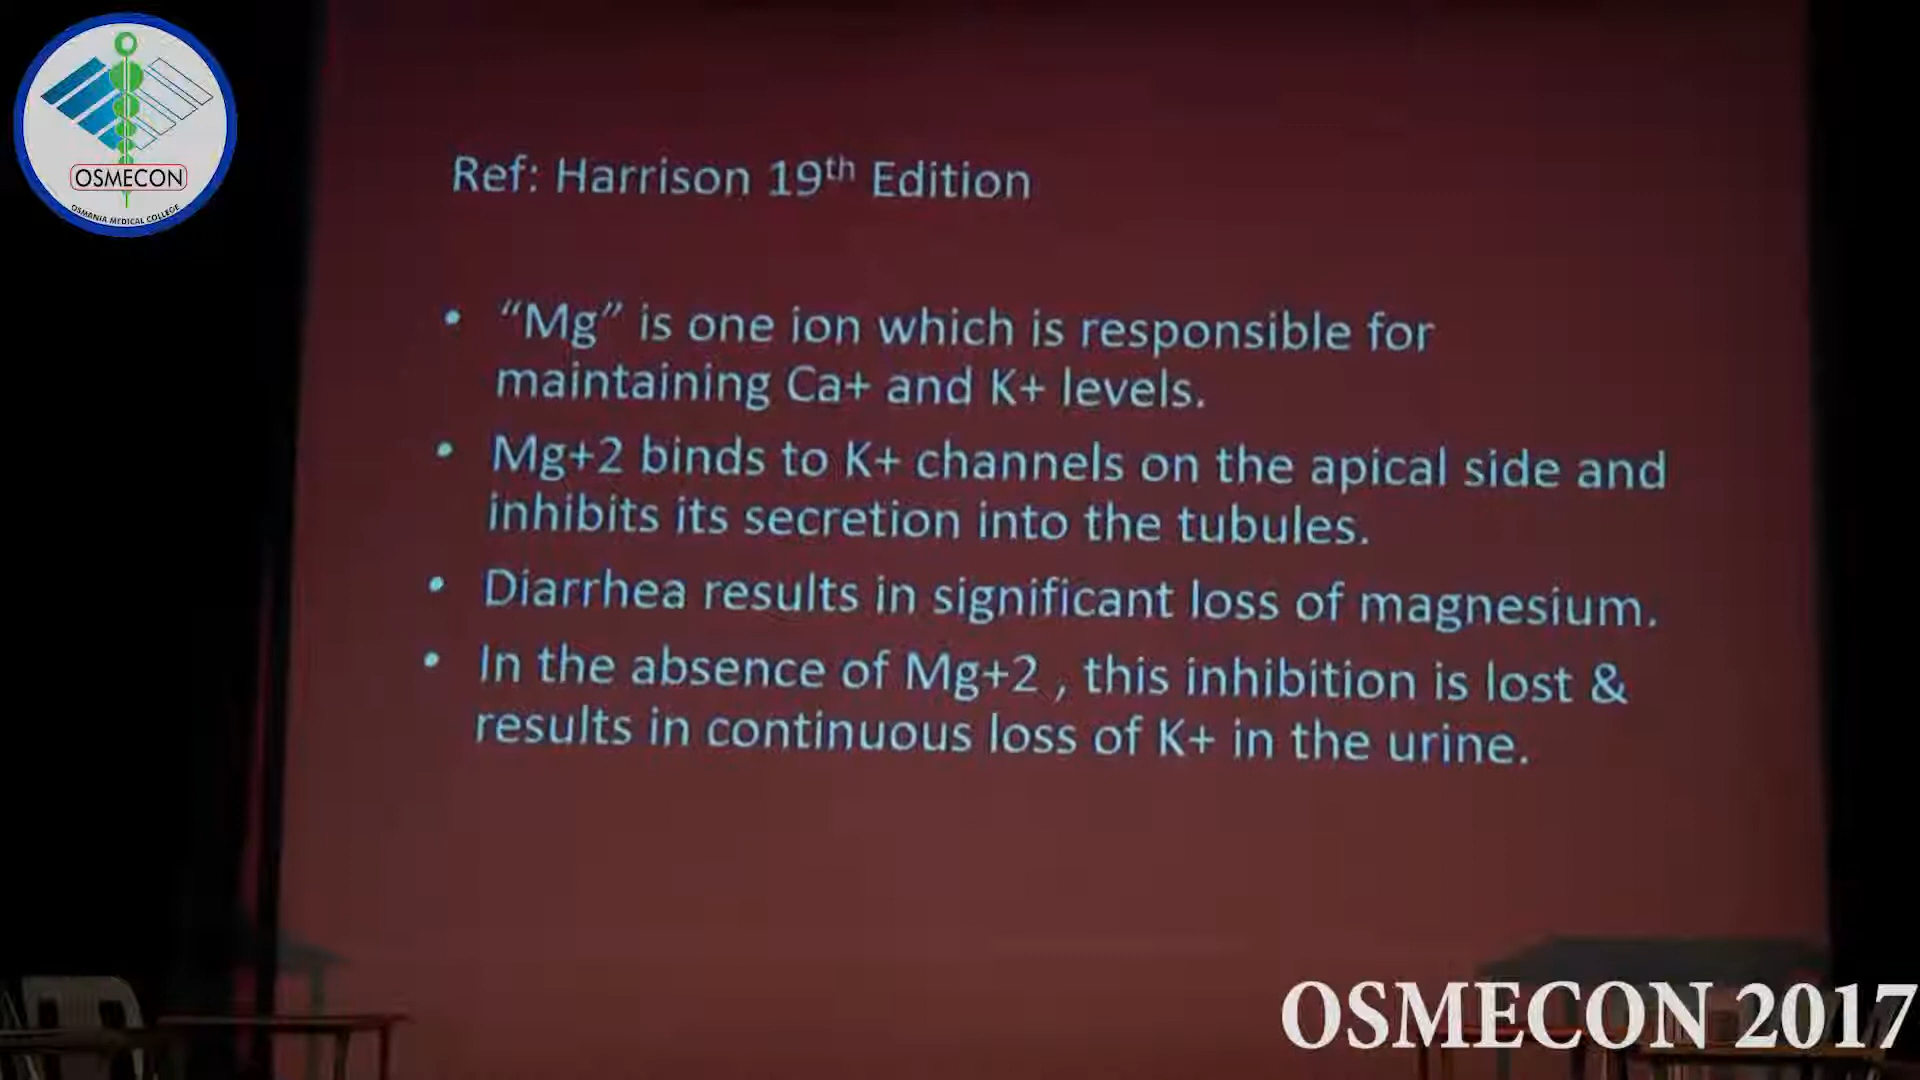 OSMECON
OSMANIA MEDICAL COLLEGE
Ref: Harrison 19th Edition
• “Mg” is one ion which is responsible for
maintaining Ca+ and K+ levels.
• Mg+2 binds to K+ channels on the apical side and
inhibits its secretion into the tubules.
• Diarrhea results in significant loss of magnesium.
• In the absence of Mg+2 , this inhibition is lost &
results in continuous loss of K+ in the urine.
OSMECON 2017